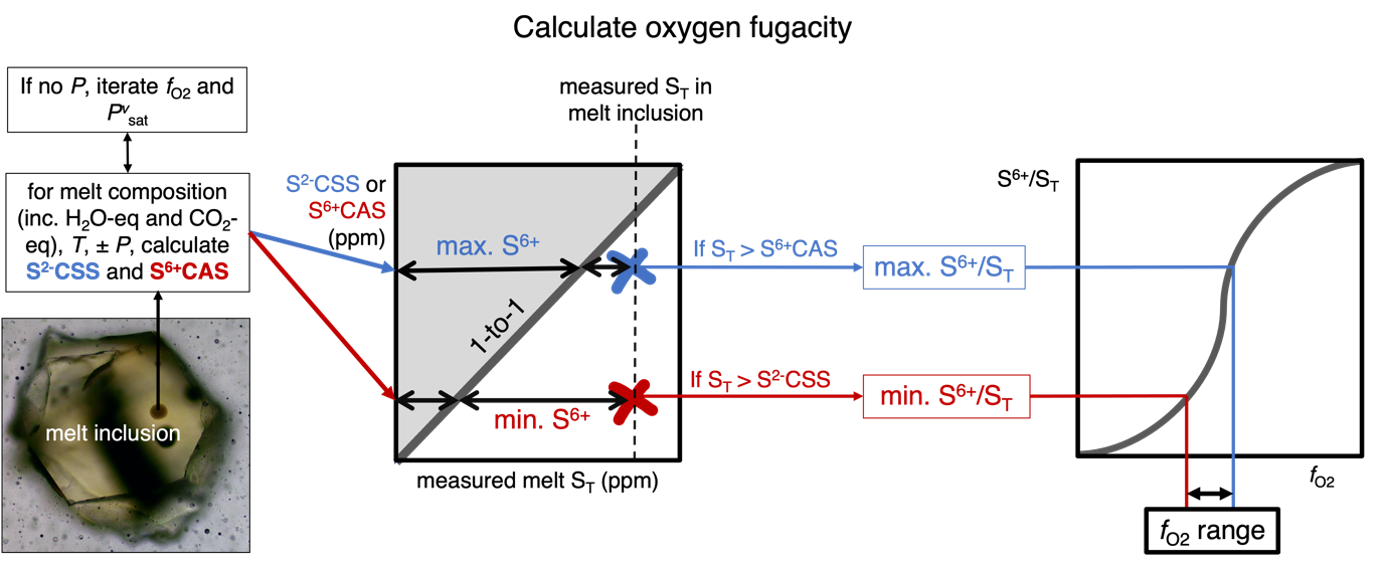 Calculate oxygen fugacity
If no P, iterate fO2 and
Pvsat
for melt composition
(inc. H2O-eq and CO2-
eq), T, ± P, calculate
S2-CSS and S6+CAS
melt inclusion
measured ST in
melt inclusion
S2-CSS or
S6+CAS
(ppm)
max. S6+
1-to-1
min. S6+
measured melt ST (ppm)
If ST > S6+CAS
max. S6+/ST
If ST > S2-CSS
min. S6+/ST
S6+/ST
fO2
fO2 range